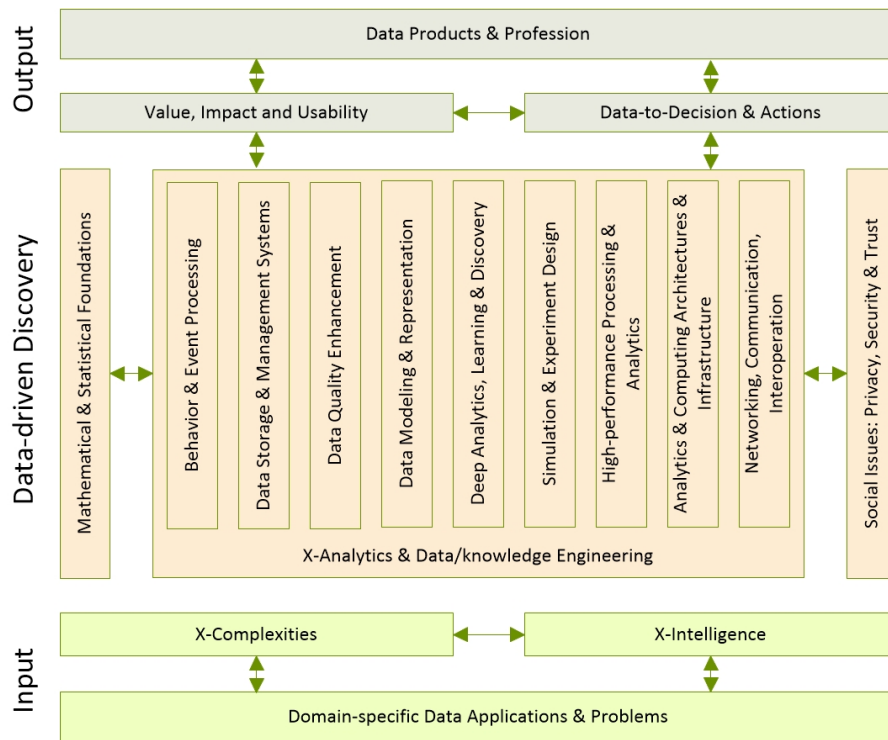 Output
Data Products & Profession
Value, Impact and Usability
Data-to-Decision & Actions
Data-driven Discovery
Mathematical & Statistical Foundations
Behavior & Event Processing
Data Storage & Management Systems
Data Quality Enhancement
Data Modeling & Representation
Deep Analytics, Learning & Discovery
Simulation & Experiment Design
High-performance Processing &
Analytics
Analytics & Computing Architectures &
Infrastructure
Networking, Communication,
Interoperation
X-Analytics & Data/knowledge Engineering
Social Issues: Privacy, Security & Trust
Input
X-Complexities
X-Intelligence
Domain-specific Data Applications & Problems